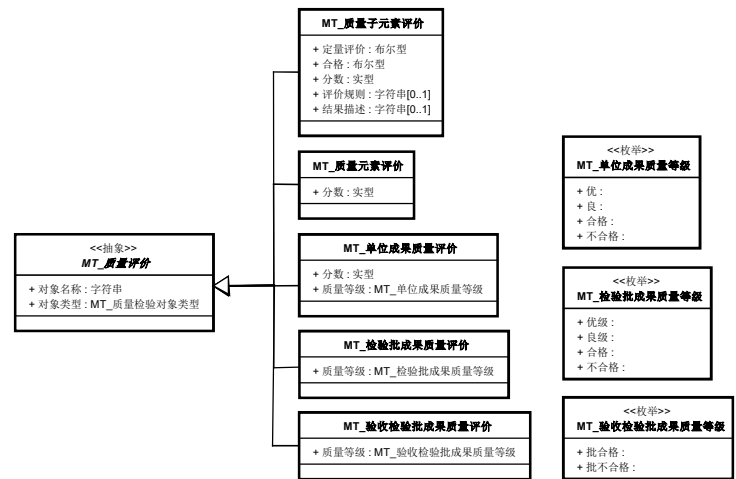 MT_质量子元素评价
+ 定量评价 : 布尔型
+ 合格 : 布尔型
+ 分数 : 实型
+ 评价规则 : 字符串[0..1]
+ 结果描述 : 字符串[0..1]
MT_质量元素评价
+ 分数 : 实型
<<抽象>>
MT_质量评价
+ 对象名称 : 字符串
+ 对象类型 : MT_质量检验对象类型
MT_单位成果质量评价
+ 分数 : 实型
+ 质量等级 : MT_单位成果质量等级
MT_检验批成果质量评价
+ 质量等级 : MT_检验批成果质量等级
MT_验收检验批成果质量评价
+ 质量等级 : MT_验收检验批成果质量等级
<<枚举>>
MT_单位成果质量等级
+ 优 :
+ 良 :
+ 合格 :
+ 不合格 :
<<枚举>>
MT_检验批成果质量等级
+ 优级 :
+ 良级 :
+ 合格 :
+ 不合格 :
<<枚举>>
MT_验收检验批成果质量等级
+ 批合格 :
+ 批不合格 :